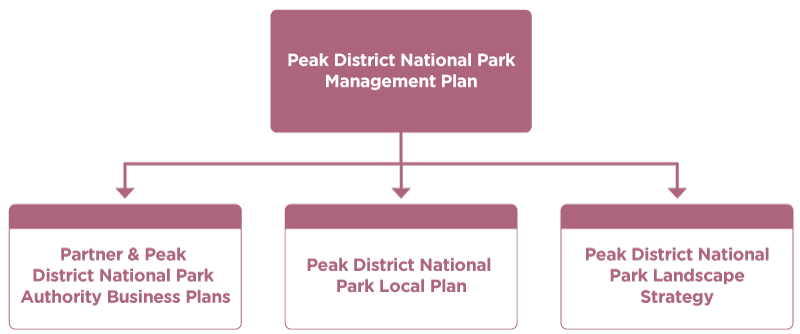 Peak District National Park
Management Plan
Partner & Peak
District National Park
Authority Business Plans
Peak District National
Park Local Plan
Peak District National
Park Landscape
Strategy